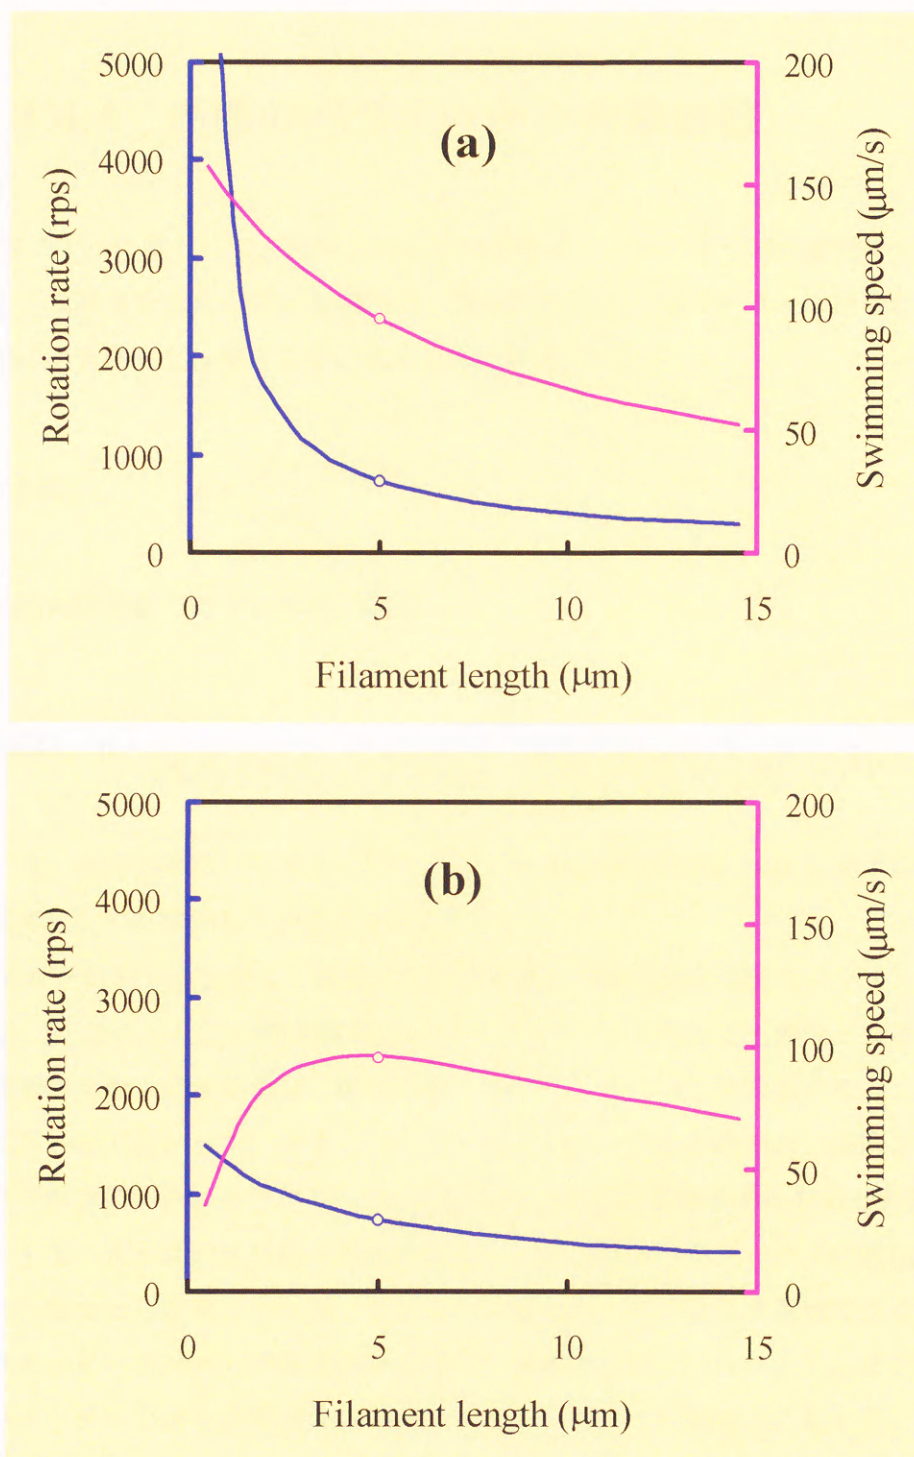 (a)
5000
4000
3000
2000
1000
0
Rotation rate (rps)
200
150
100
50
0
Swimming speed (μm/s)
0 5 10 15
Filament length (μm)
(b)
5000
4000
3000
2000
1000
0
Rotation rate (rps)
200
150
100
50
0
Swimming speed (μm/s)
0 5 10 15
Filament length (μm)